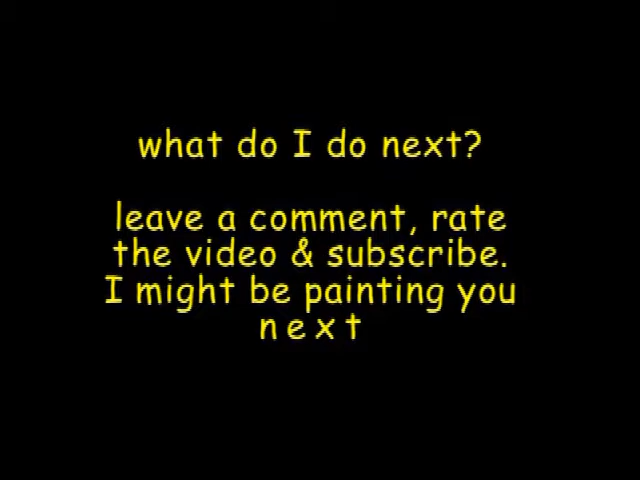 what do I do next?
leave a comment, rate
the video & subscribe.
I might be painting you
n e x t